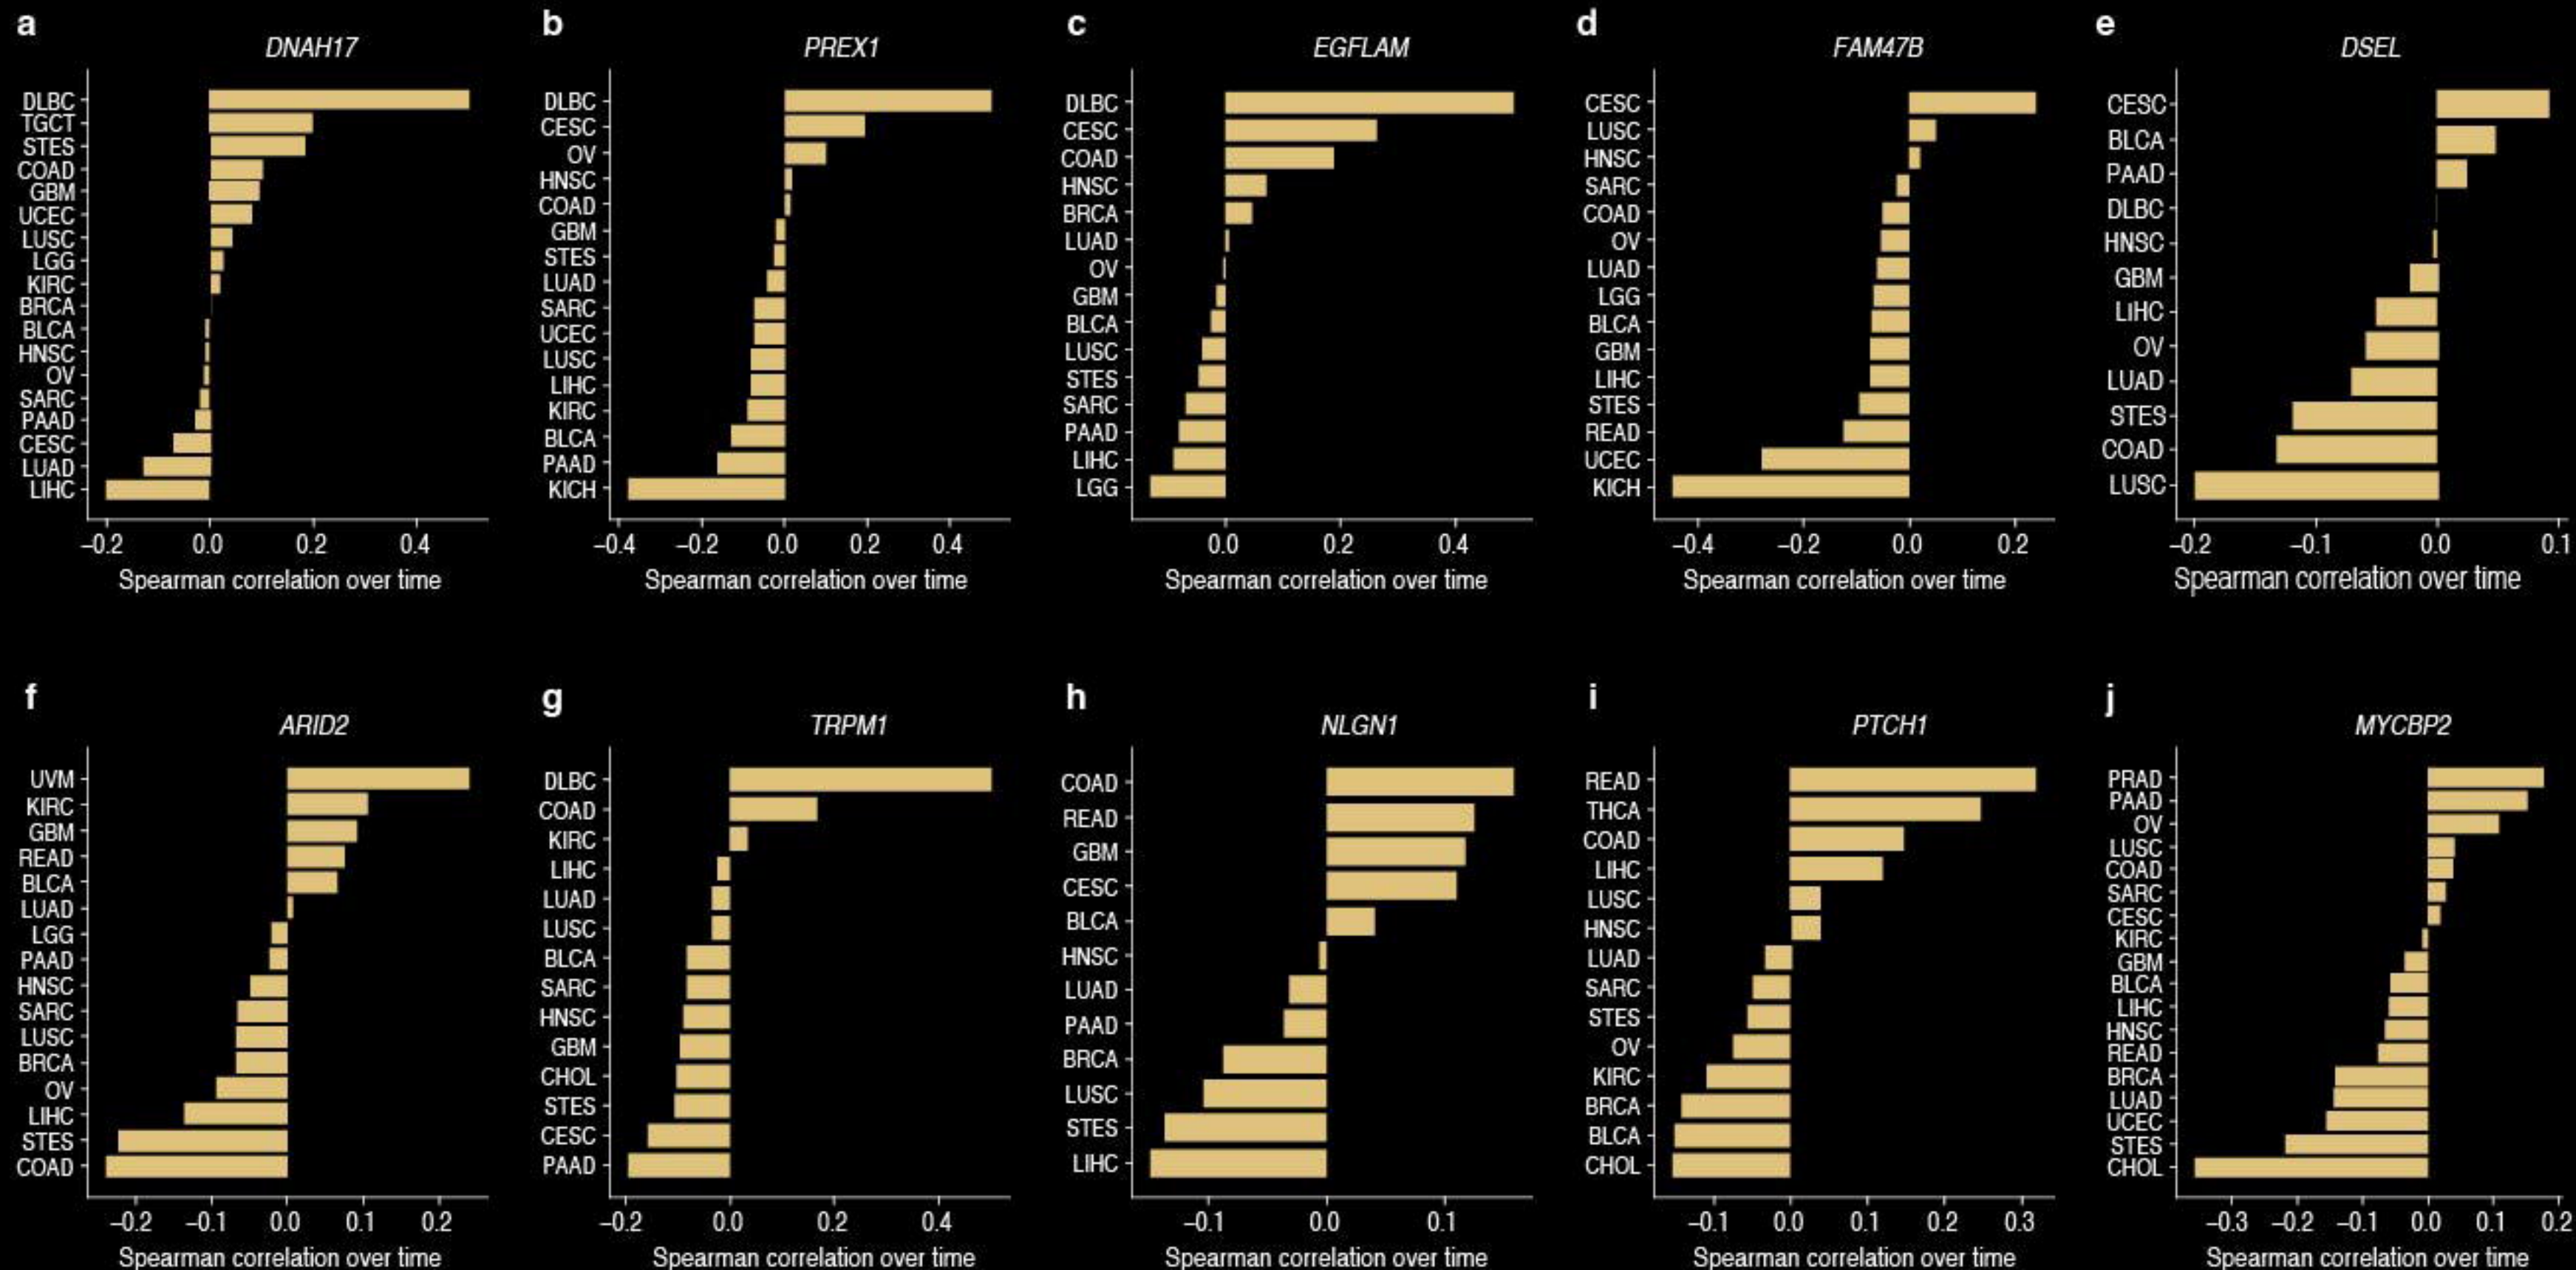 a
DNAH17
DLBC
TGCT
STES
COAD
GBM
UCEC
LUSC
LGG
KIRC
BRCA
BLCA
HNSC
OV
SARC
PAAD
CESC
LUAD
LIHC
–0.2 0.0 0.2 0.4
Spearman correlation over time
b
PREX1
DLBC
CESC
OV
HNSC
COAD
GBM
STES
LUAD
SARC
UCEC
LUSC
LIHC
KIRC
BLCA
PAAD
KICH
–0.4 –0.2 0.0 0.2 0.4
Spearman correlation over time
c
EGFLAM
DLBC
CESC
COAD
HNSC
BRCA
LUAD
OV
GBM
BLCA
LUSC
STES
SARC
PAAD
LIHC
LGG
0.0 0.2 0.4
Spearman correlation over time
d
FAM47B
CESC
LUSC
HNSC
SARC
COAD
OV
LUAD
LGG
BLCA
GBM
LIHC
STES
READ
UCEC
KICH
–0.4 –0.2 0.0 0.2
Spearman correlation over time
e
DSEL
CESC
BLCA
PAAD
DLBC
HNSC
GBM
LIHC
OV
LUAD
STES
COAD
LUSC
–0.2 –0.1 0.0 0.1
Spearman correlation over time
f
ARID2
UVM
KIRC
GBM
READ
BLCA
LUAD
LGG
PAAD
HNSC
SARC
LUSC
BRCA
OV
LIHC
STES
COAD
–0.2 –0.1 0.0 0.1 0.2
Spearman correlation over time
g
TRPM1
DLBC
COAD
KIRC
LIHC
LUAD
LUSC
BLCA
SARC
HNSC
GBM
CHOL
STES
CESC
PAAD
–0.2 0.0 0.2 0.4
Spearman correlation over time
h
NLGN1
COAD
READ
GBM
CESC
BLCA
HNSC
LUAD
PAAD
BRCA
LUSC
STES
LIHC
–0.1 0.0 0.1
Spearman correlation over time
i
PTCH1
READ
THCA
COAD
LIHC
LUSC
HNSC
LUAD
SARC
STES
OV
KIRC
BRCA
BLCA
CHOL
–0.1 0.0 0.1 0.2 0.3
Spearman correlation over time
j
MYCBP2
PRAD
PAAD
OV
LUSC
COAD
SARC
CESC
KIRC
GBM
BLCA
LIHC
HNSC
READ
BRCA
LUAD
UCEC
STES
CHOL
–0.3 –0.2 –0.1 0.0 0.1 0.2
Spearman correlation over time